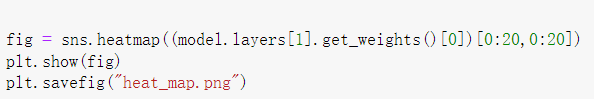 fig = sns.heatmap((model.layers[1].get_weights()[0])[0:20,0:20])
plt.show(fig)
plt.savefig("heat_map.png")